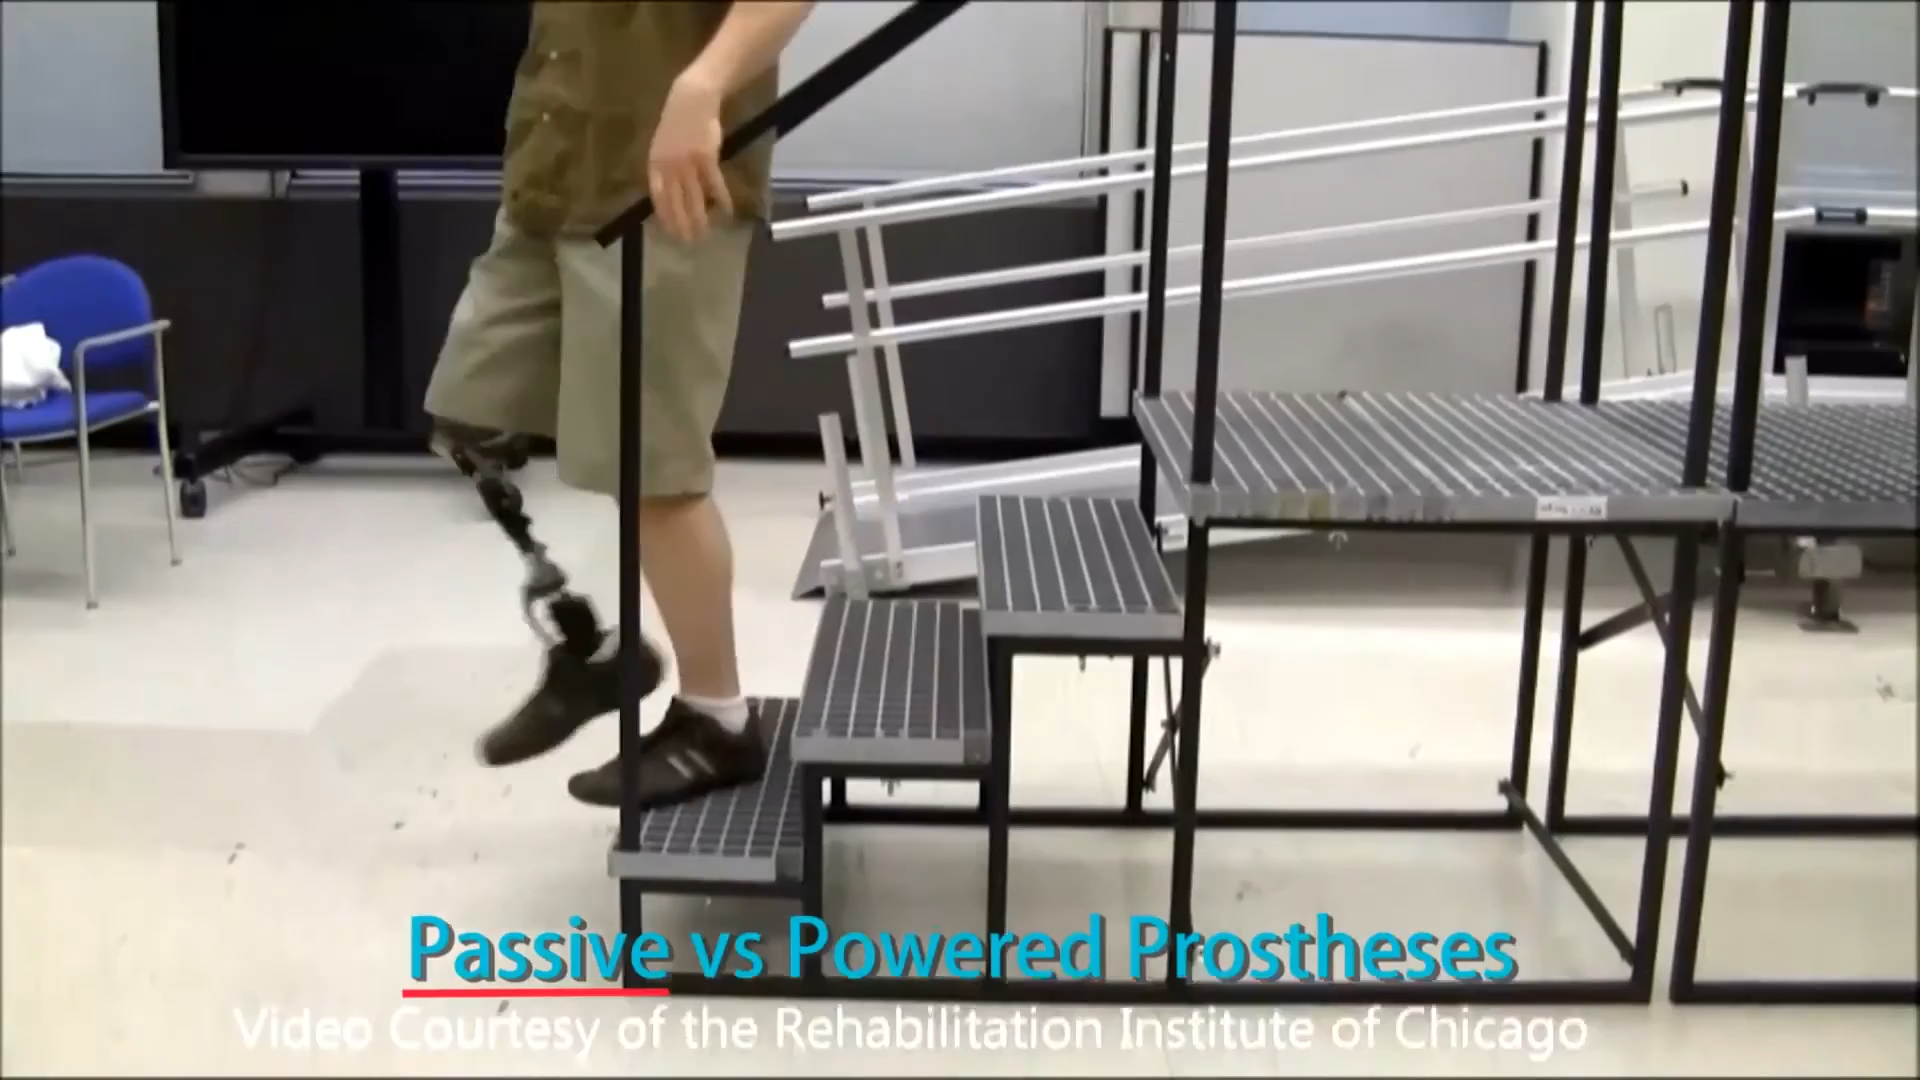 Passive vs Powered Prostheses
Video Courtesy of the Rehabilitation Institute of Chicago